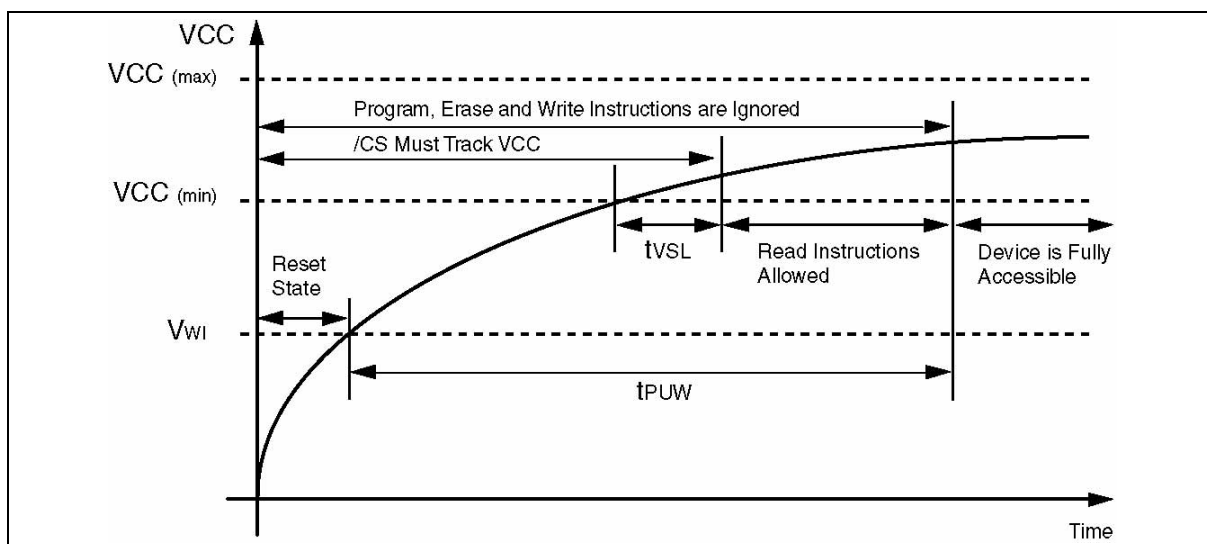 VCC
VCC (max)
Program, Erase and Write Instructions are Ignored
/CS Must Track VCC
VCC (min)
tVSL
Read Instructions
Allowed
Device is Fully
Accessible
Reset
State
VWI
tPUW
Time